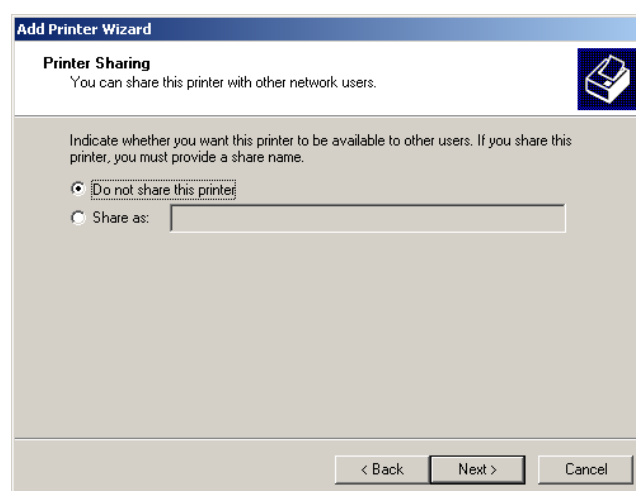 Add Printer Wizard
Printer Sharing
You can share this printer with other network users.
Indicate whether you want this printer to be available to other users. If you share this
printer, you must provide a share name.
Do not share this printer
Share as:
< Back
Next >
Cancel